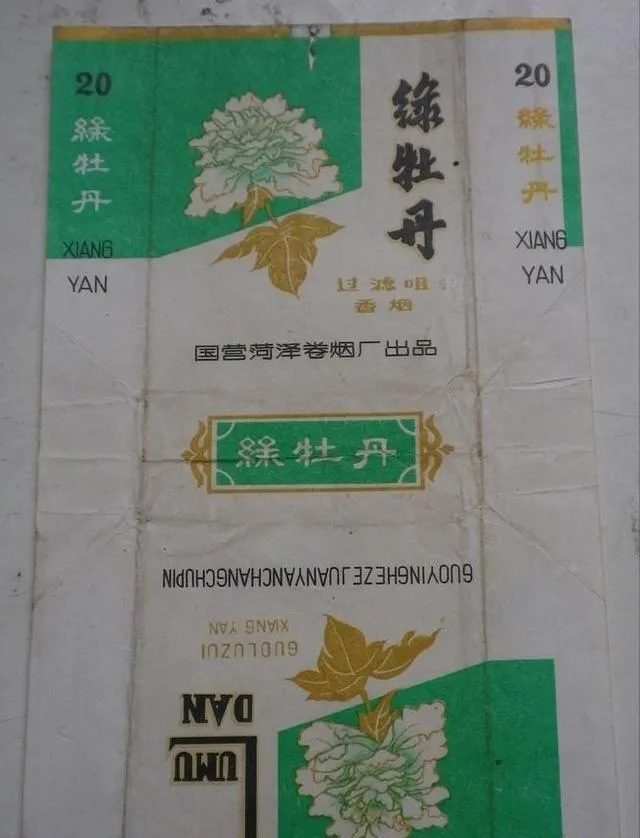 20
綠
牡
丹
XIANG
YAN
綠
牡
丹
过滤咀
香烟
20
綠
牡
丹
XIANG
YAN
国营菏泽卷烟厂出品
綠牡丹
GUOYINGHEZEJUANYANCHANGCHUPIN
GUOLUZUI
XIANG YAN
DAN
UMU